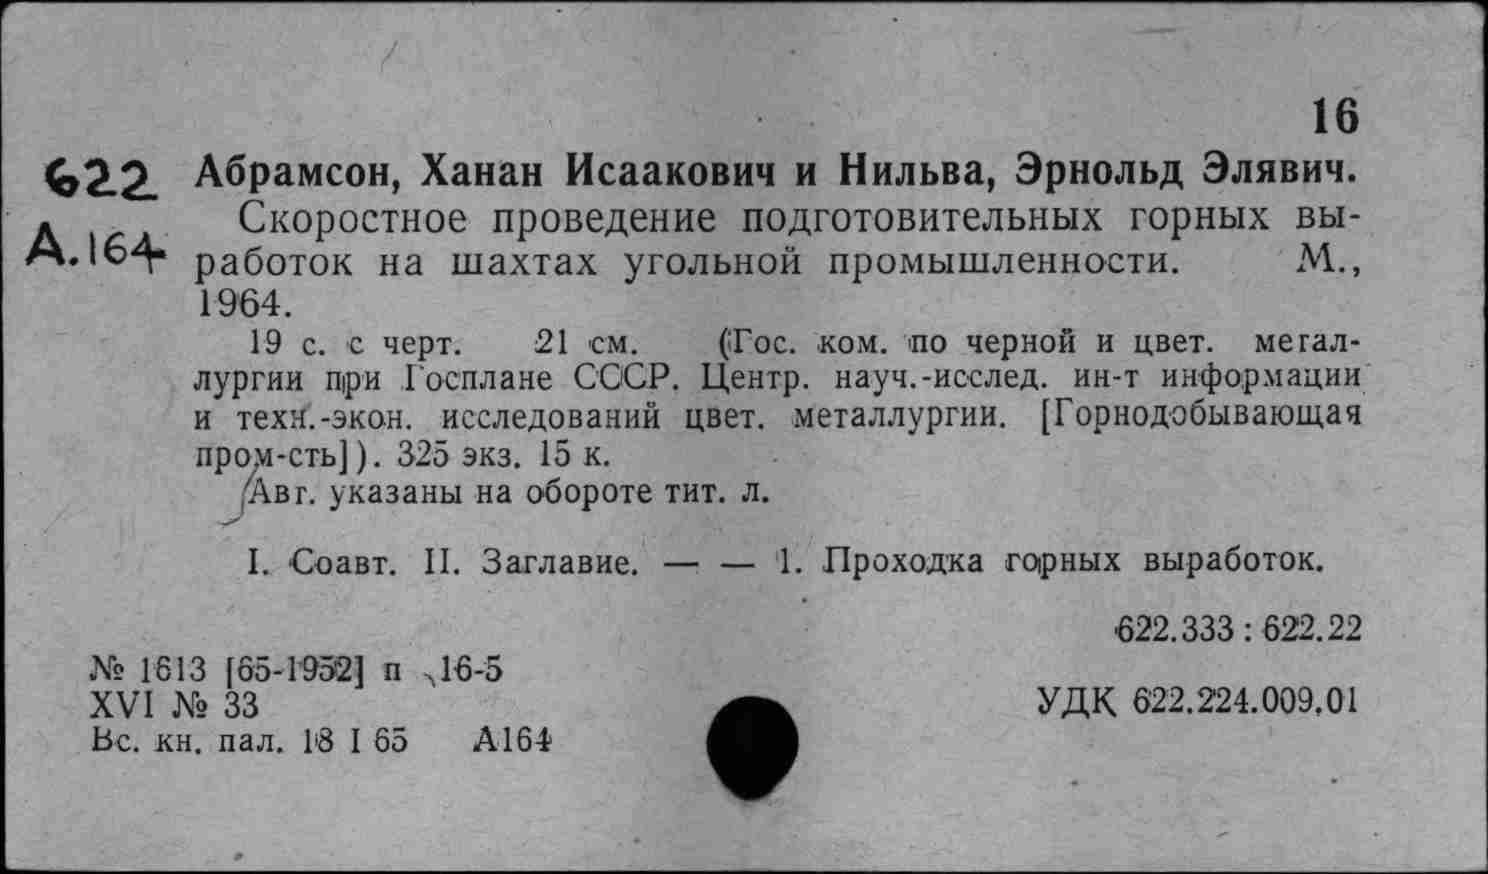 16
622 Абрамсон, Ханан Исаакович и Нильва, Эрнольд Элявич.
А.164 Скоростное проведение подготовительных горных вы-
работок на шахтах угольной промышленности. М.,
1964.
19 с. с черт. 21 см. (Гос. ком. по черной и цвет. метал-
лургии при Госплане СССР. Центр. науч.-исслед. ин-т информации
и техн.-экон. исследований цвет. металлургии. [Горнодобывающая
пром-сть]). 325 экз. 15 к.
Авт. указаны на обороте тит. л.
I. Соавт. II. Заглавие. — — 1. Проходка горных выработок.
622.333 : 622.22
№ 1613 [65-1952] п 16-5
XVI № 33
УДК 622.224.009.01
Вс. кн. пал. 18 I 65 А164